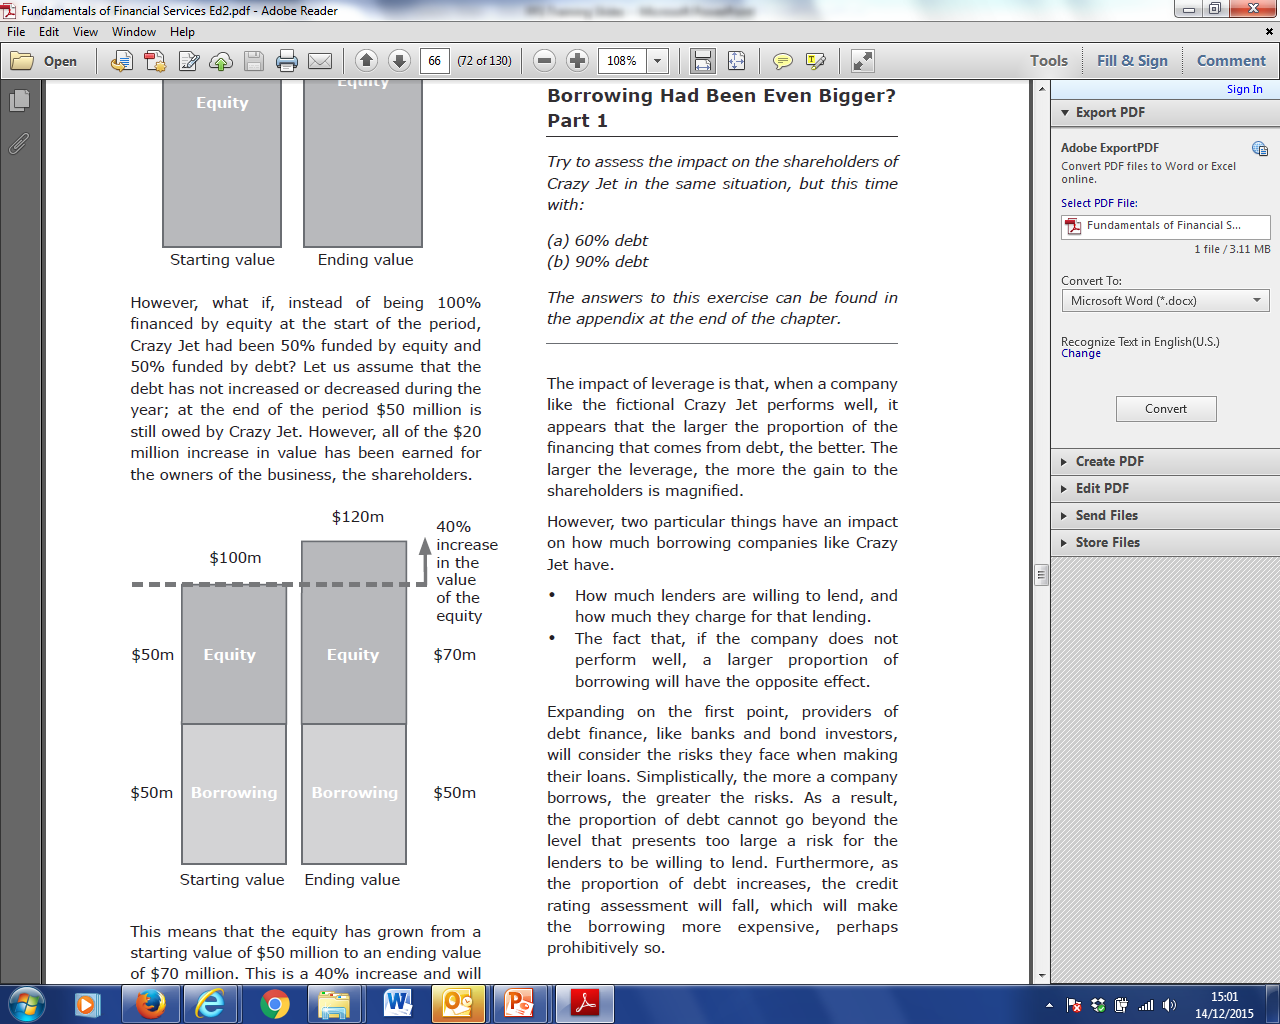 Fundamentals of Financial Services Ed2.pdf - Adobe Reader
File Edit View Window Help
Open 66 (72 of 130) 108% Tools Fill & Sign Comment
Equity
Equity
Starting value Ending value
However, what if, instead of being 100%
financed by equity at the start of the period,
Crazy Jet had been 50% funded by equity and
50% funded by debt? Let us assume that the
debt has not increased or decreased during the
year; at the end of the period $50 million is
still owed by Crazy Jet. However, all of the $20
million increase in value has been earned for
the owners of the business, the shareholders.
$120m
$100m
40%
increase
in the
value
of the
equity
$50m Equity Equity $70m
$50m Borrowing Borrowing $50m
Starting value Ending value
This means that the equity has grown from a
starting value of $50 million to an ending value
of $70 million. This is a 40% increase and will
Borrowing Had Been Even Bigger?
Part 1
Try to assess the impact on the shareholders of
Crazy Jet in the same situation, but this time
with:
(a) 60% debt
(b) 90% debt
The answers to this exercise can be found in
the appendix at the end of the chapter.
The impact of leverage is that, when a company
like the fictional Crazy Jet performs well, it
appears that the larger the proportion of the
financing that comes from debt, the better. The
larger the leverage, the more the gain to the
shareholders is magnified.
However, two particular things have an impact
on how much borrowing companies like Crazy
Jet have.
• How much lenders are willing to lend, and
how much they charge for that lending.
• The fact that, if the company does not
perform well, a larger proportion of
borrowing will have the opposite effect.
Expanding on the first point, providers of
debt finance, like banks and bond investors,
will consider the risks they face when making
their loans. Simplistically, the more a company
borrows, the greater the risks. As a result,
the proportion of debt cannot go beyond the
level that presents too large a risk for the
lenders to be willing to lend. Furthermore, as
the proportion of debt increases, the credit
rating assessment will fall, which will make
the borrowing more expensive, perhaps
prohibitively so.
Sign In
Export PDF
Adobe ExportPDF
Convert PDF files to Word or Excel
online.
Select PDF File:
Fundamentals of Financial S...
1 file / 3.11 MB
Convert To:
Microsoft Word (*.docx)
Recognize Text in English(U.S.)
Change
Convert
Create PDF
Edit PDF
Send Files
Store Files
15:01
14/12/2015